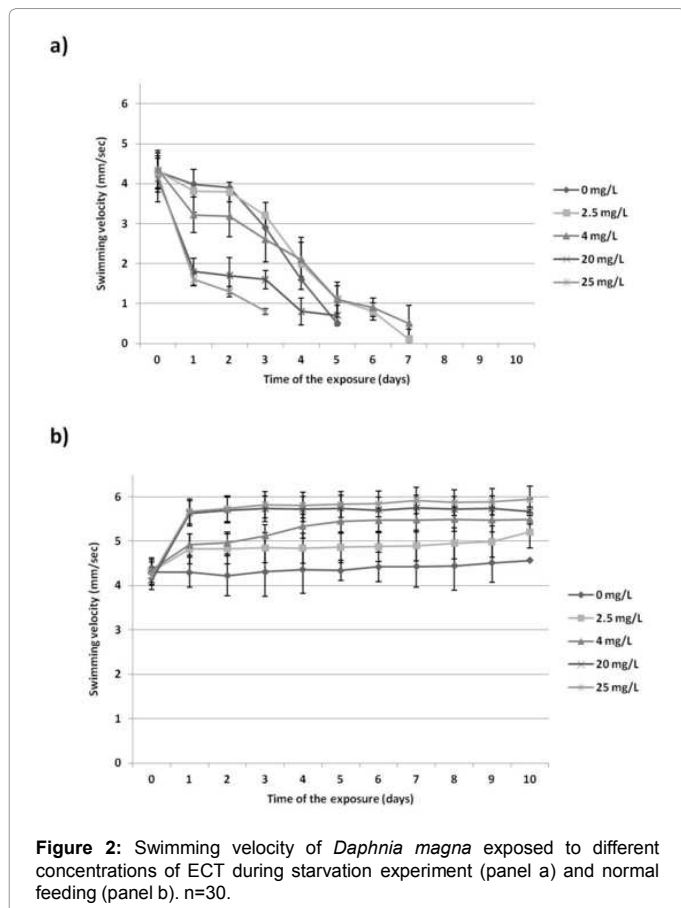 a)
Swimming velocity (mm/sec)
6
5
4
3
2
1
0
0 1 2 3 4 5 6 7 8 9 10
Time of the exposure (days)
0 mg/L
2.5 mg/L
4 mg/L
20 mg/L
25 mg/L
b)
Swimming velocity (mm/sec)
6
5
4
3
2
1
0
0 1 2 3 4 5 6 7 8 9 10
Time of the exposure (days)
0 mg/L
2.5 mg/L
4 mg/L
20 mg/L
25 mg/L
Figure 2: Swimming velocity of Daphnia magna exposed to different
concentrations of ECT during starvation experiment (panel a) and normal
feeding (panel b). n=30.